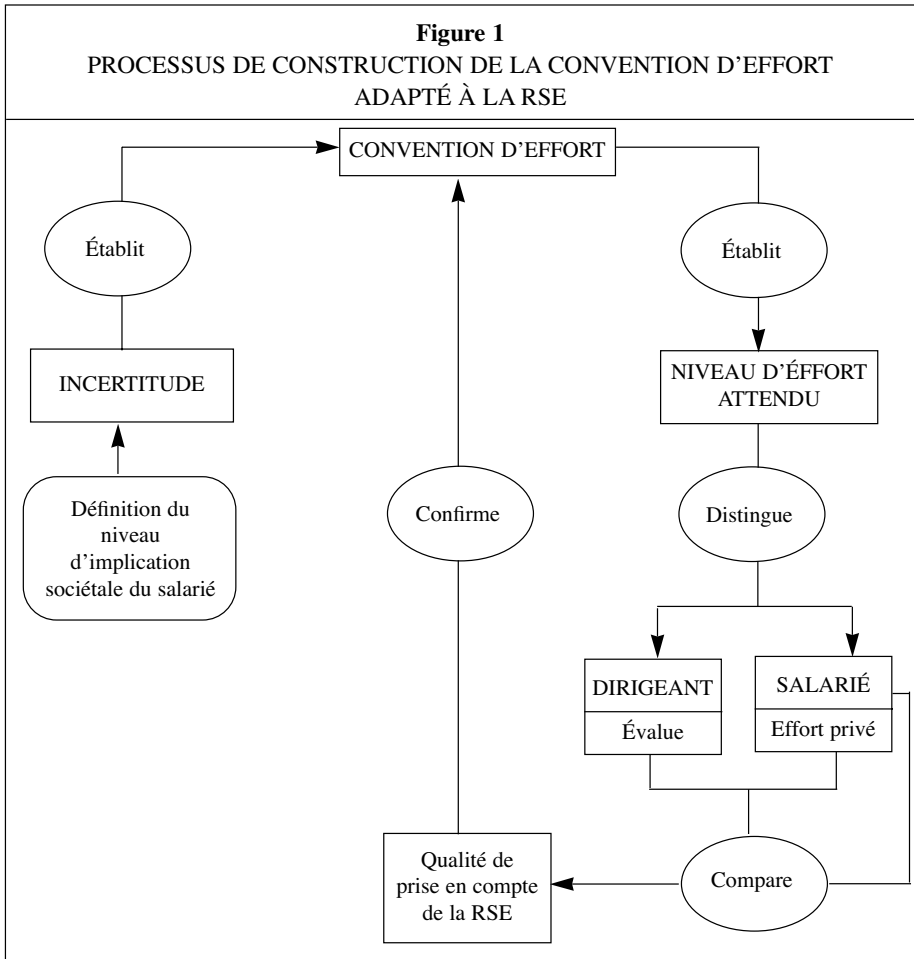 Figure 1
PROCESSUS DE CONSTRUCTION DE LA CONVENTION D'EFFORT
ADAPTÉ À LA RSE
CONVENTION D'EFFORT
Établit
Établit
INCERTITUDE
NIVEAU D'ÉFFORT
ATTENDU
Définition du
niveau
d'implication
sociétale du salarié
Confirme
Distingue
DIRIGEANT
Évalue
SALARIÉ
Effort privé
Qualité de
prise en compte
de la RSE
Compare